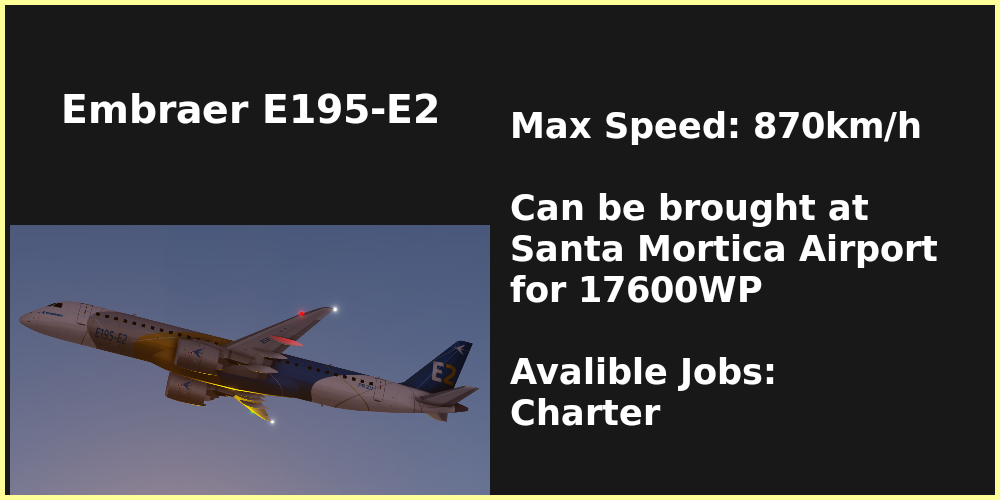 Embraer E195-E2
Max Speed: 870km/h
Can be brought at
Santa Mortica Airport
for 17600WP
Avalible Jobs:
Charter
E195-E2
E2